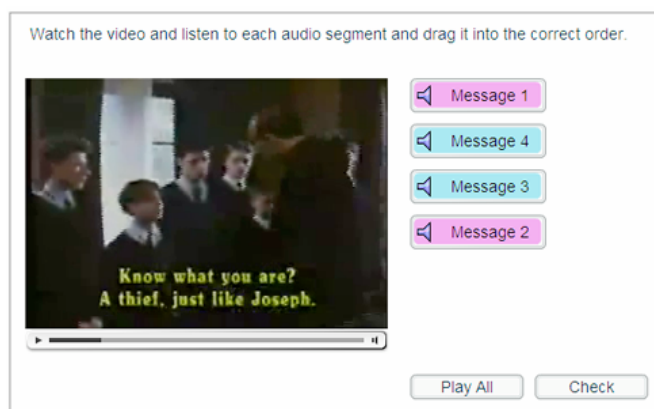 Watch the video and listen to each audio segment and drag it into the correct order.
Message 1
Message 4
Message 3
Message 2
Know what you are?
A thief, just like Joseph.
Play All
Check